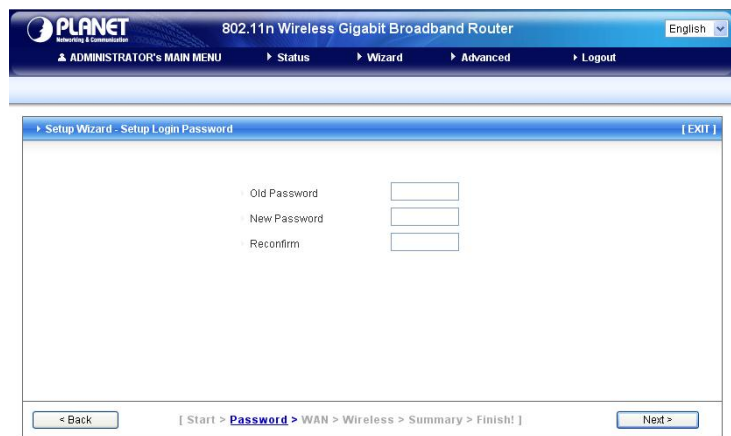 PLANET
Networking & Communication
802.11n Wireless Gigabit Broadband Router
English
ADMINISTRATOR's MAIN MENU
Status
Wizard
Advanced
Logout
Setup Wizard - Setup Login Password
[ EXIT ]
Old Password
New Password
Reconfirm
< Back
[ Start > Password > WAN > Wireless > Summary > Finish! ]
Next >